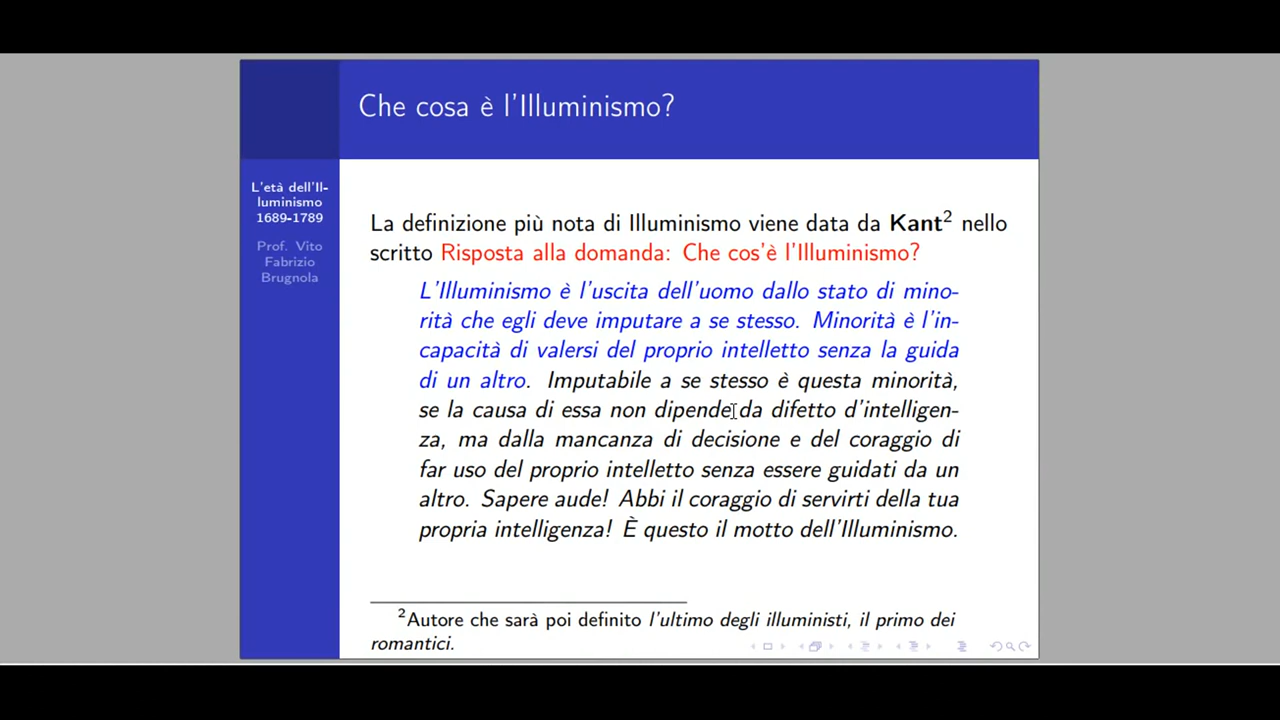 Che cosa è l'Illuminismo?
L'età dell'Il-
luminismo
1689-1789
Prof. Vito
Fabrizio
Brugnola
La definizione più nota di Illuminismo viene data da Kant² nello
scritto Risposta alla domanda: Che cos'è l'Illuminismo?
L'Illuminismo è l'uscita dell'uomo dallo stato di mino-
rità che egli deve imputare a se stesso. Minorità è l'in-
capacità di valersi del proprio intelletto senza la guida
di un altro. Imputabile a se stesso è questa minorità,
se la causa di essa non dipende da difetto d'intelligen-
za, ma dalla mancanza di decisione e del coraggio di
far uso del proprio intelletto senza essere guidati da un
altro. Sapere aude! Abbi il coraggio di servirti della tua
propria intelligenza! È questo il motto dell'Illuminismo.
²Autore che sarà poi definito l'ultimo degli illuministi, il primo dei
romantici.